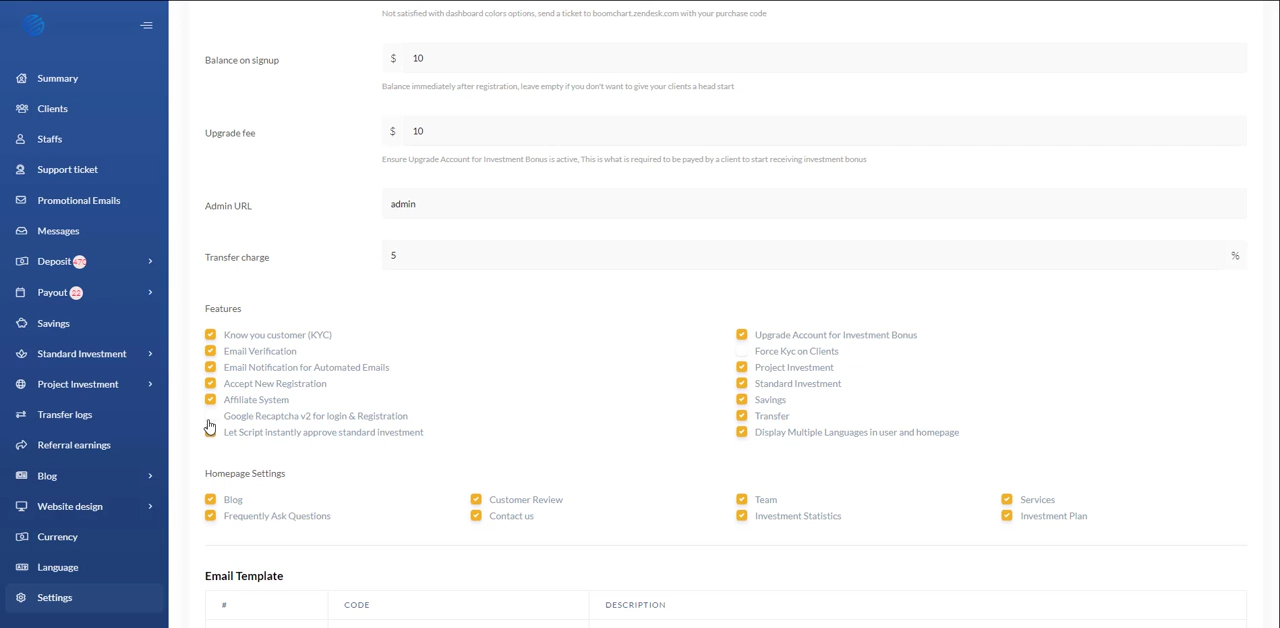 Summary
Clients
Staffs
Support ticket
Promotional Emails
Messages
Deposit
Payout 22
Savings
Standard Investment
Project Investment
Transfer logs
Referral earnings
Blog
Website design
Currency
Language
Settings
Not satisfied with dashboard colors options, send a ticket to boomchart.zendesk.com with your purchase code
Balance on signup $ 10
Balance immediately after registration, leave empty if you don't want to give your clients a head start
Upgrade fee $ 10
Ensure Upgrade Account for Investment Bonus is active, This is what is required to be payed by a client to start receiving investment bonus
Admin URL admin
Transfer charge 5 %
Features
Know you customer (KYC) Upgrade Account for Investment Bonus
Email Verification Force Kyc on Clients
Email Notification for Automated Emails Project Investment
Accept New Registration Standard Investment
Affiliate System Savings
Google Recaptcha v2 for login & Registration Transfer
Let Script instantly approve standard investment Display Multiple Languages in user and homepage
Homepage Settings
Blog Customer Review Team Services
Frequently Ask Questions Contact us Investment Statistics Investment Plan
Email Template
# CODE DESCRIPTION